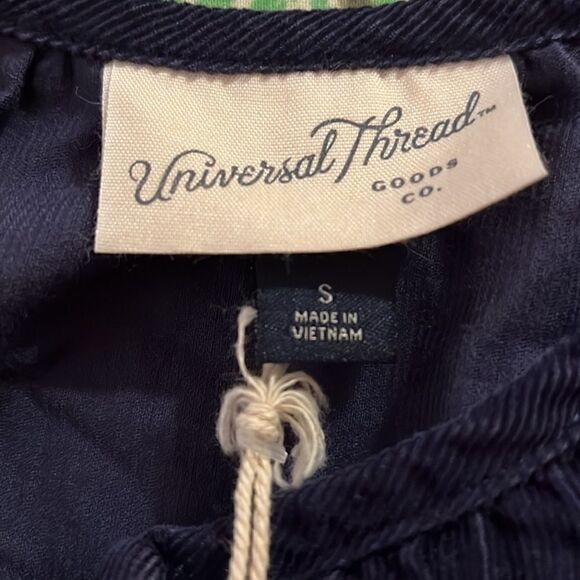 Universal Thread™
GOODS
CO.
S
MADE IN
VIETNAM